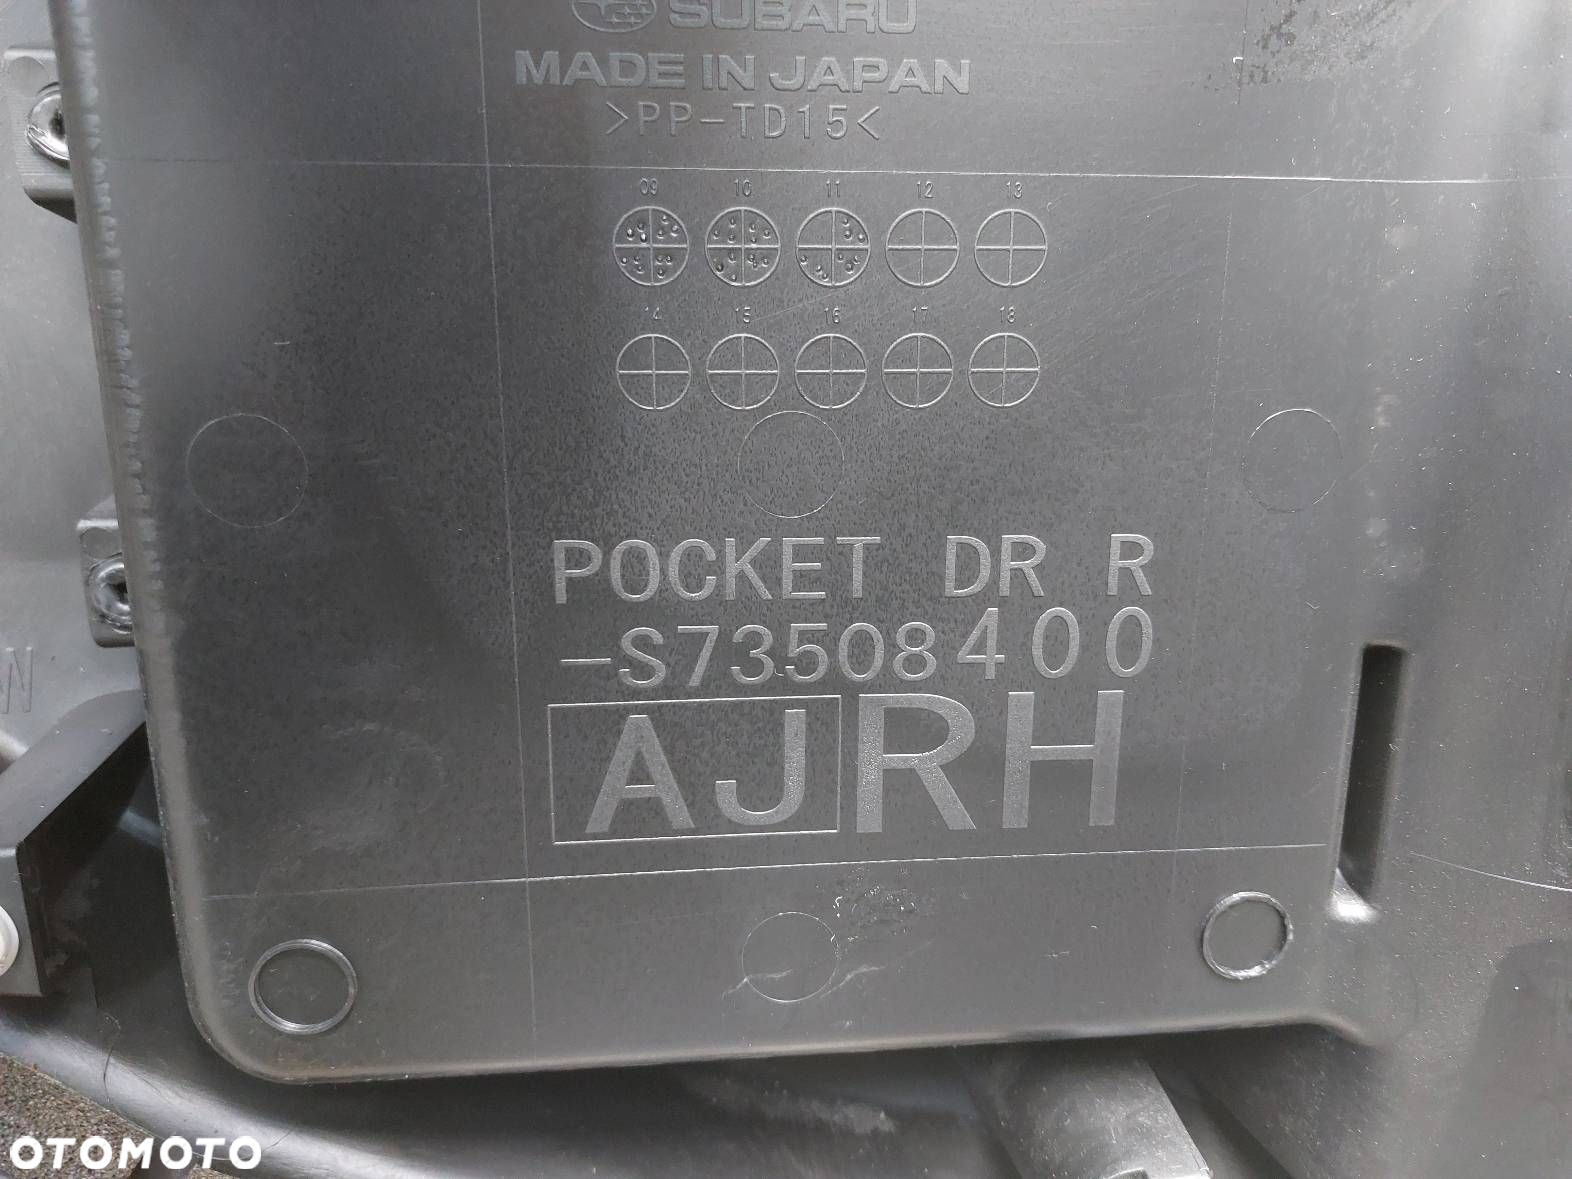 SUBARU
MADE IN JAPAN
>PP-TD15<
09 10 11 12 13
14 15 16 17 18
POCKET DR R
-S73508400
AJRH
OTOMOTO